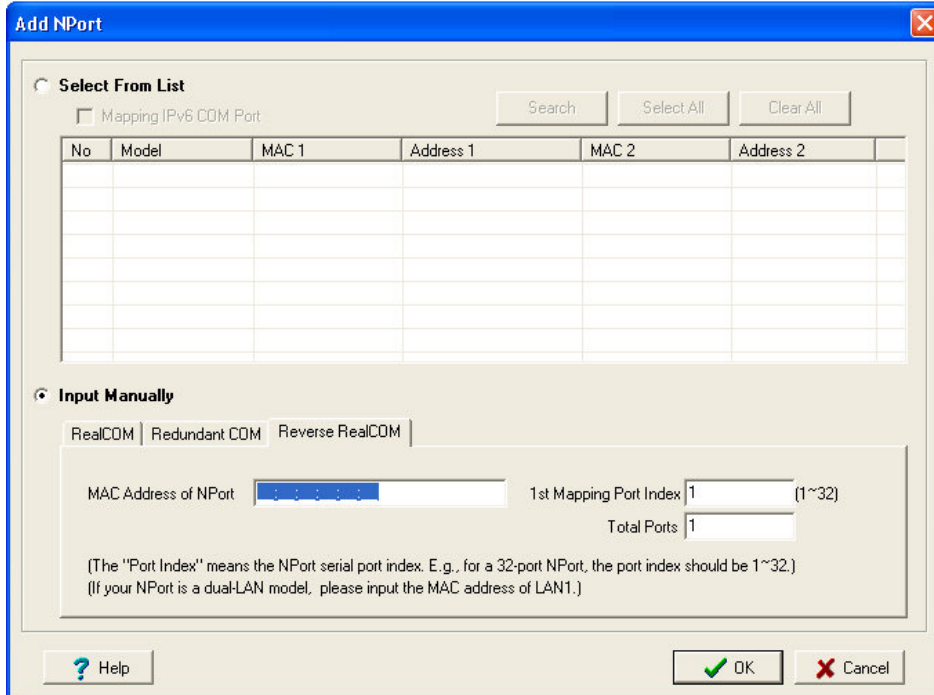 Add NPort
Select From List
Mapping IPv6 COM Port
Search Select All Clear All
No Model MAC 1 Address 1 MAC 2 Address 2
Input Manually
RealCOM Redundant COM Reverse RealCOM
MAC Address of NPort : : : : : 1st Mapping Port Index 1 (1~32)
Total Ports 1
(The "Port Index" means the NPort serial port index. E.g., for a 32-port NPort, the port index should be 1~32.)
(If your NPort is a dual-LAN model, please input the MAC address of LAN1.)
? Help OK Cancel